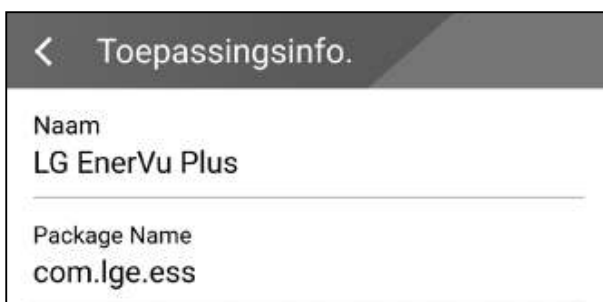 Toepassingsinfo.
Naam
LG EnerVu Plus
Package Name
com.lge.ess